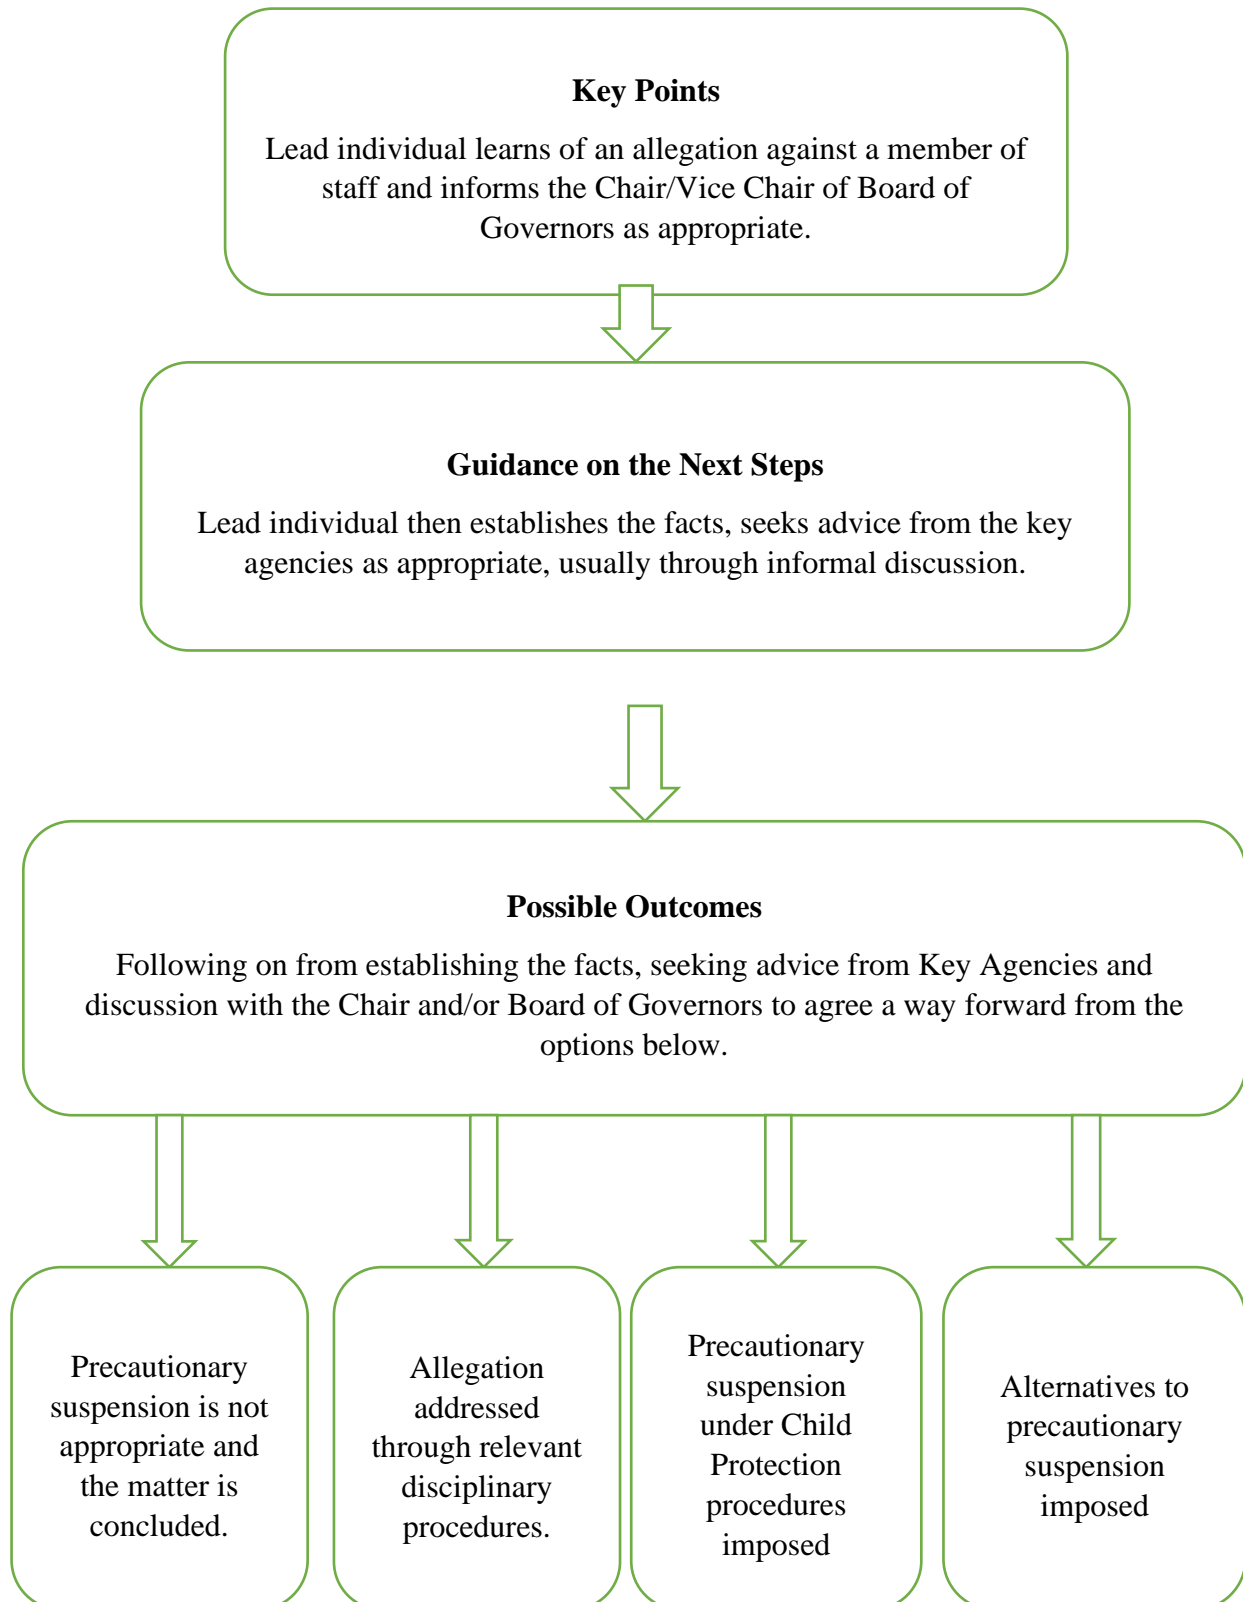 Key Points
Lead individual learns of an allegation against a member of
staff and informs the Chair/Vice Chair of Board of
Governors as appropriate.
Guidance on the Next Steps
Lead individual then establishes the facts, seeks advice from the key
agencies as appropriate, usually through informal discussion.
Possible Outcomes
Following on from establishing the facts, seeking advice from Key Agencies and
discussion with the Chair and/or Board of Governors to agree a way forward from the
options below.
Precautionary
suspension is not
appropriate and
the matter is
concluded.
Allegation
addressed
through relevant
disciplinary
procedures.
Precautionary
suspension
under Child
Protection
procedures
imposed
Alternatives to
precautionary
suspension
imposed